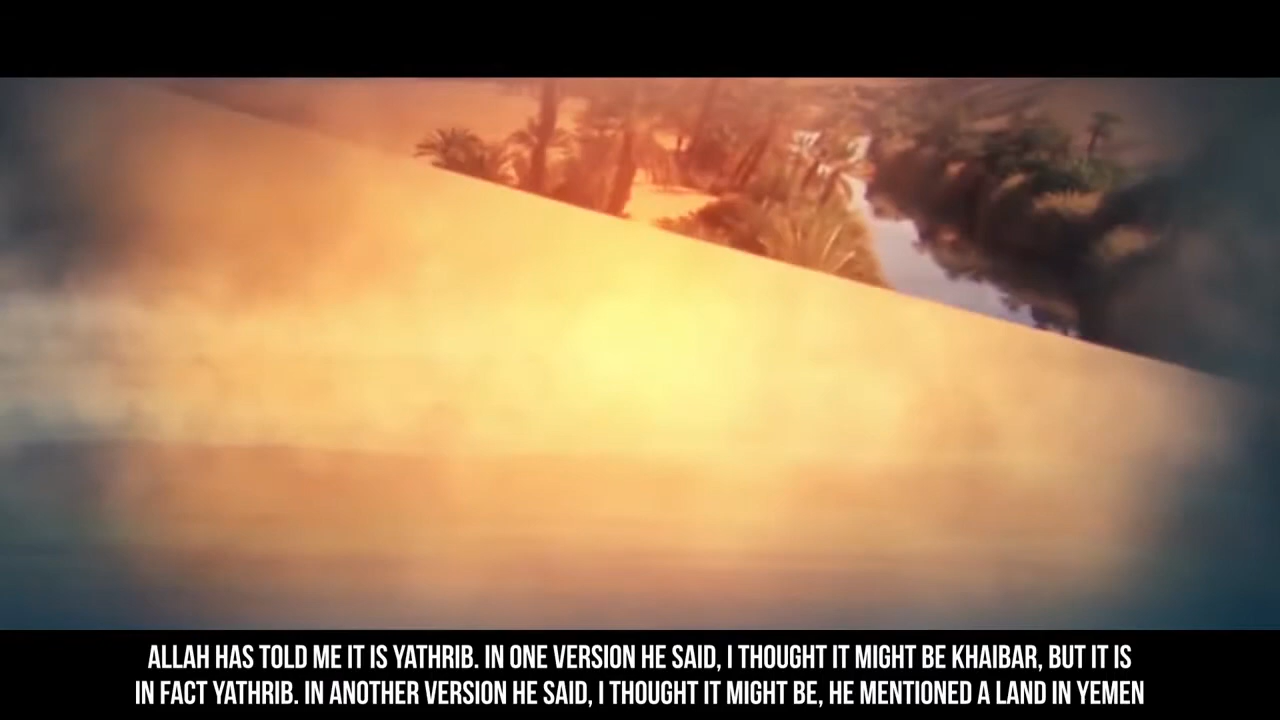 ALLAH HAS TOLD ME IT IS YATHRIB. IN ONE VERSION HE SAID, I THOUGHT IT MIGHT BE KHAIBAR, BUT IT IS
IN FACT YATHRIB. IN ANOTHER VERSION HE SAID, I THOUGHT IT MIGHT BE, HE MENTIONED A LAND IN YEMEN